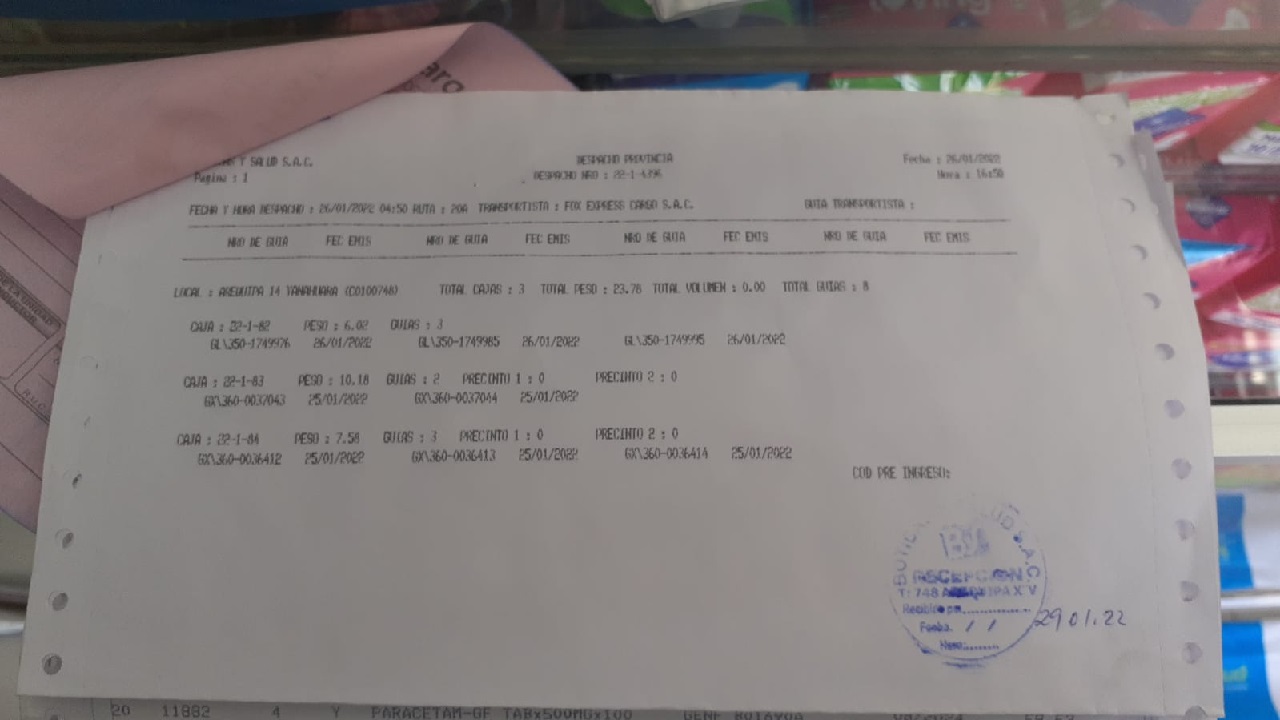 Y SALUD S.A.C. DESPACHO PROVINCIA Fecha : 26/01/2022
Pagina : 1 DESPACHO NRO : 22-1-4396 Hora : 16:50
FECHA Y HORA DESPACHO : 26/01/2022 04:50 RUTA : 20A TRANSPORTISTA : FOX EXPRESS CARGO S.A.C. GUIA TRANSPORTISTA :
NRO DE GUIA FEC EMIS NRO DE GUIA FEC EMIS NRO DE GUIA FEC EMIS NRO DE GUIA FEC EMIS
LOCAL : AREQUIPA 14 YANAHUARA (C0100748) TOTAL CAJAS : 3 TOTAL PESO : 23.78 TOTAL VOLUMEN : 0.00 TOTAL GUIAS : 8
CAJA : 22-1-82 PESO : 6.02 GUIAS : 3
GL\350-1749976 26/01/2022 GL\350-1749985 26/01/2022 GL\350-1749995 26/01/2022
CAJA : 22-1-83 PESO : 10.18 GUIAS : 2 PRECINTO 1 : 0 PRECINTO 2 : 0
GX\360-0037043 25/01/2022 GX\360-0037044 25/01/2022
CAJA : 22-1-84 PESO : 7.58 GUIAS : 3 PRECINTO 1 : 0 PRECINTO 2 : 0
GX\360-0036412 25/01/2022 GX\360-0036413 25/01/2022 GX\360-0036414 25/01/2022
COD PRE INGRESO:
S.A.C
RECEPCION
T: 748 AREQUIPA X V
Recibido por
Fecha / /
Hora:
29 01.22
20 11882 4 Y PARACETAM-GF TABx500MGx100 GENF